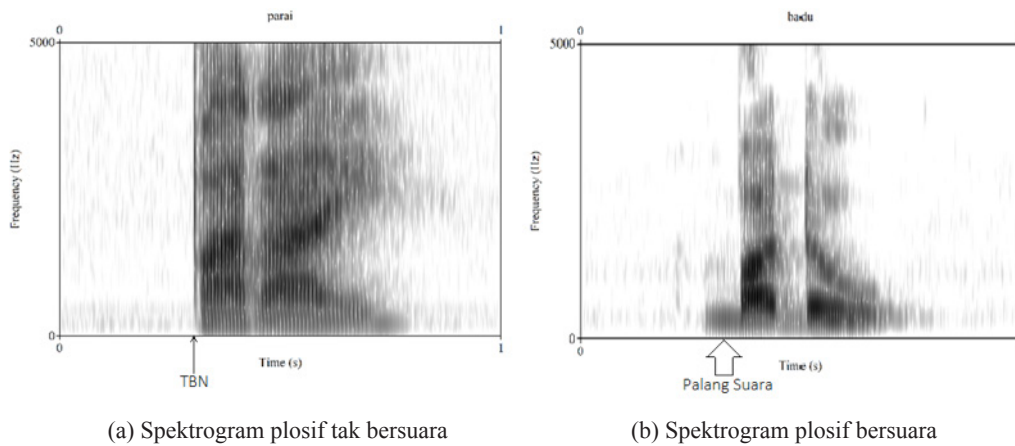 parai
0
1
5000
Frequency (Hz)
0
0
1
Time (s)
TBN
(a) Spektrogram plosif tak bersuara
badu
0
5000
Frequency (Hz)
0
0
Time (s)
Palang Suara
(b) Spektrogram plosif bersuara